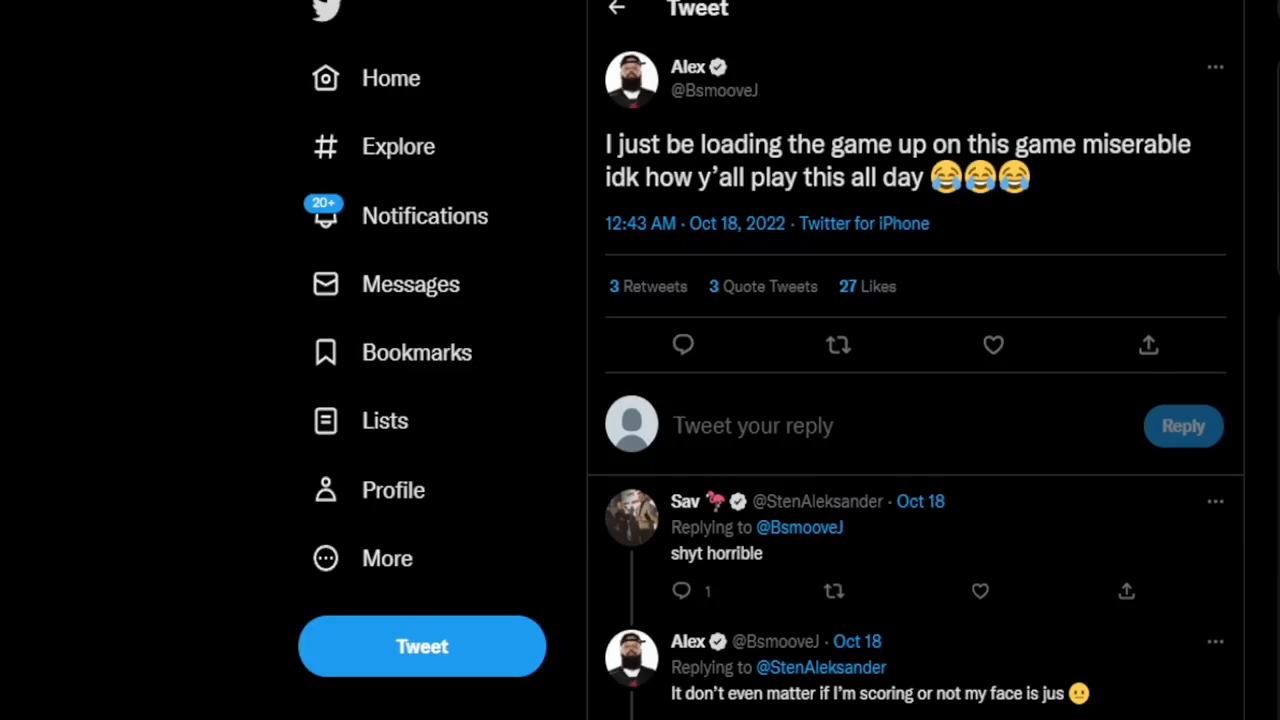 Tweet
Home
Explore
20+
Notifications
Messages
Bookmarks
Lists
Profile
More
Tweet
Alex
@BsmooveJ
I just be loading the game up on this game miserable
idk how y’all play this all day 😂😂😂
12:43 AM · Oct 18, 2022 · Twitter for iPhone
3 Retweets 3 Quote Tweets 27 Likes
Tweet your reply
Reply
Sav 🦩 @StenAleksander · Oct 18
Replying to @BsmooveJ
shyt horrible
1
Alex @BsmooveJ · Oct 18
Replying to @StenAleksander
It don’t even matter if I’m scoring or not my face is jus 😐